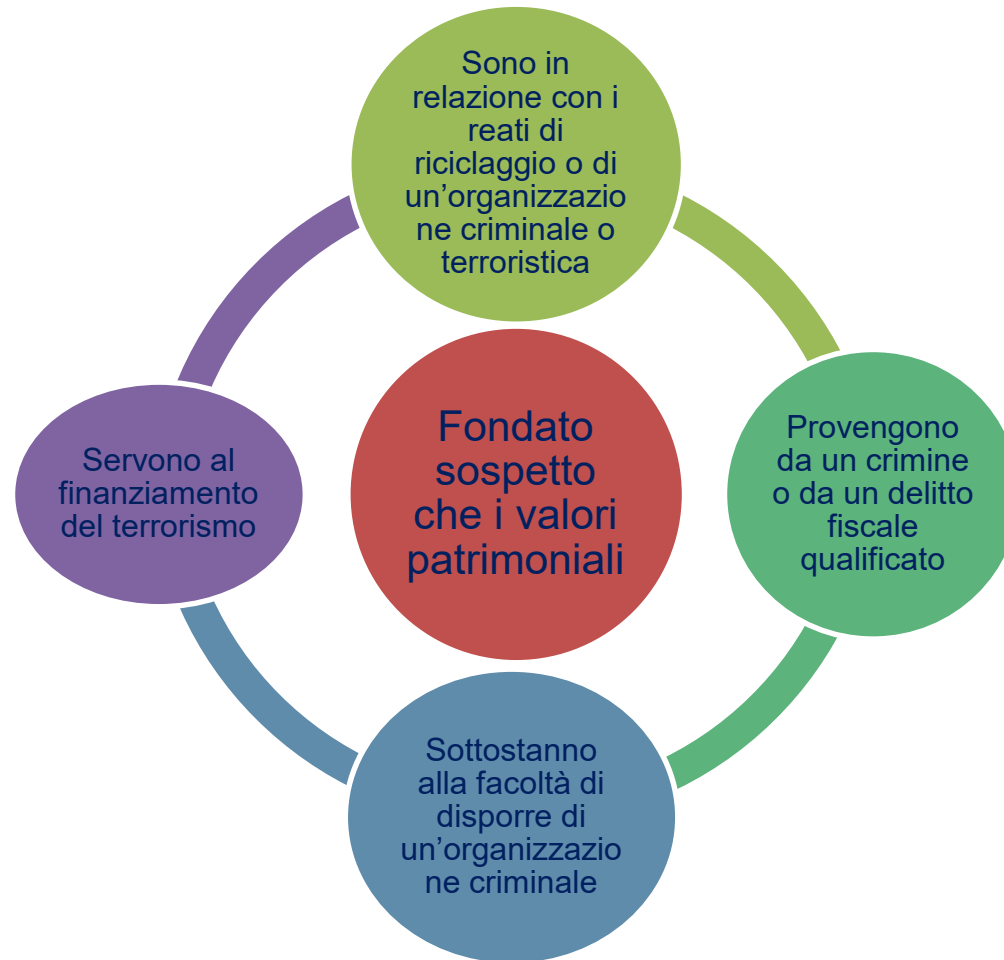 Sono in
relazione con i
reati di
riciclaggio o di
un’organizzazio
ne criminale o
terroristica
Fondato
sospetto
che i valori
patrimoniali
Provengono
da un crimine
o da un delitto
fiscale
qualificato
Sottostanno
alla facoltà di
disporre di
un’organizzazio
ne criminale
Servono al
finanziamento
del terrorismo